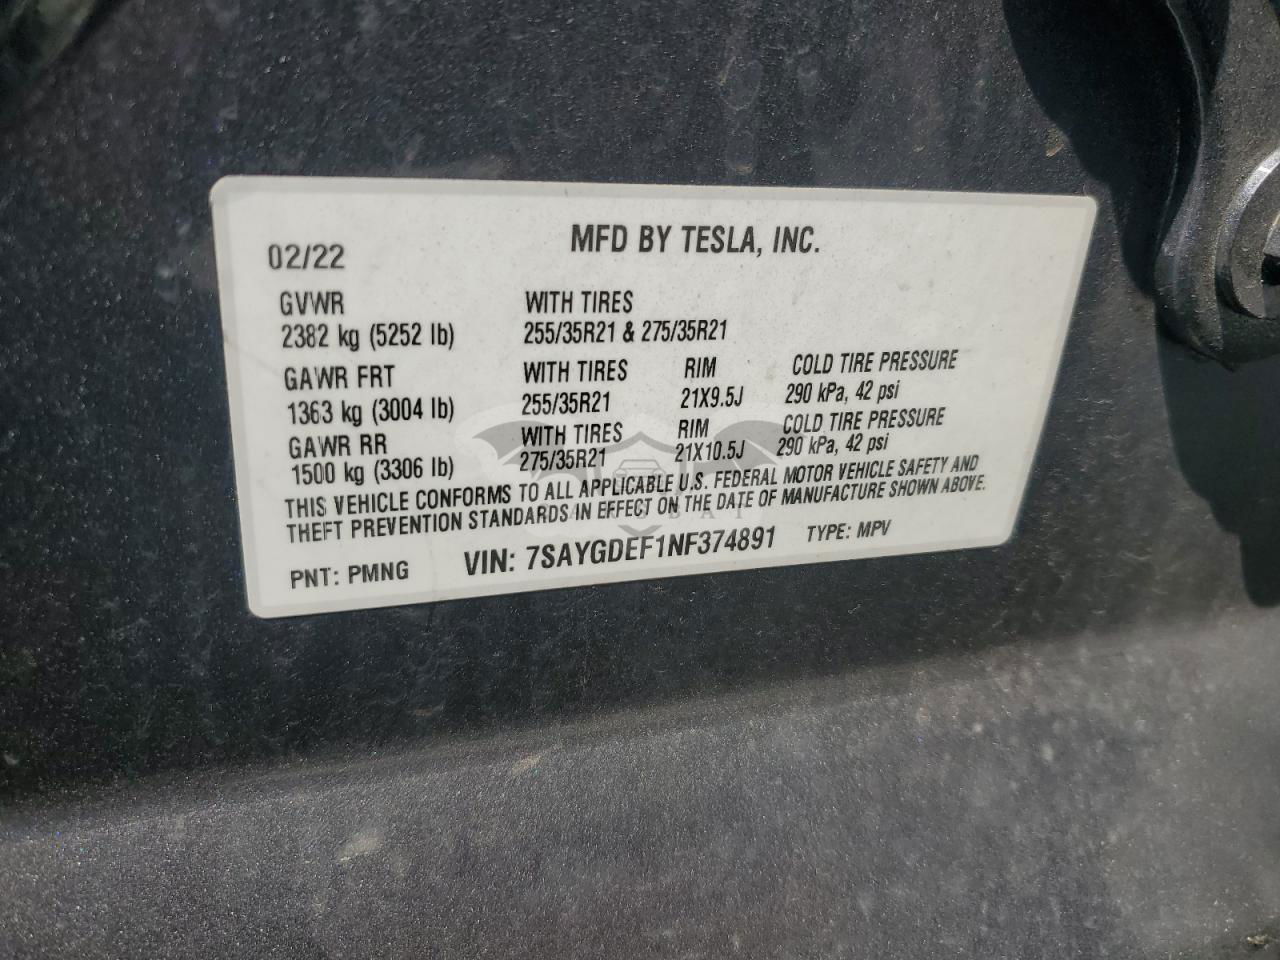 02/22 MFD BY TESLA, INC.
GVWR WITH TIRES
2382 kg (5252 lb) 255/35R21 & 275/35R21
GAWR FRT WITH TIRES RIM COLD TIRE PRESSURE
1363 kg (3004 lb) 255/35R21 21X9.5J 290 kPa, 42 psi
GAWR RR WITH TIRES RIM COLD TIRE PRESSURE
1500 kg (3306 lb) 275/35R21 21X10.5J 290 kPa, 42 psi
THIS VEHICLE CONFORMS TO ALL APPLICABLE U.S. FEDERAL MOTOR VEHICLE SAFETY AND
THEFT PREVENTION STANDARDS IN EFFECT ON THE DATE OF MANUFACTURE SHOWN ABOVE.
PNT: PMNG VIN: 7SAYGDEF1NF374891 TYPE: MPV